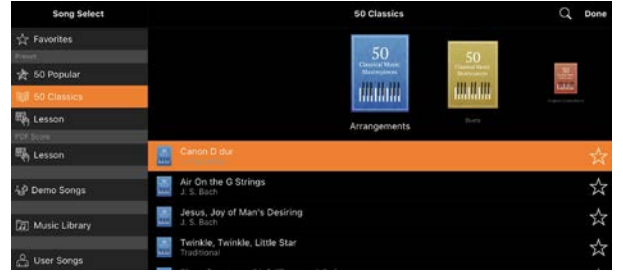 Song Select
50 Classics
Done
Favorites
Preset
50 Popular
50 Classics
Lesson
PDF Score
Lesson
Demo Songs
Music Library
User Songs
50
Classical Music
Masterpieces
50
Classical Music
Masterpieces
Arrangements
Duets
Canon D dur
Air On the G Strings
J. S. Bach
Jesus, Joy of Man's Desiring
J. S. Bach
Twinkle, Twinkle, Little Star
Traditional